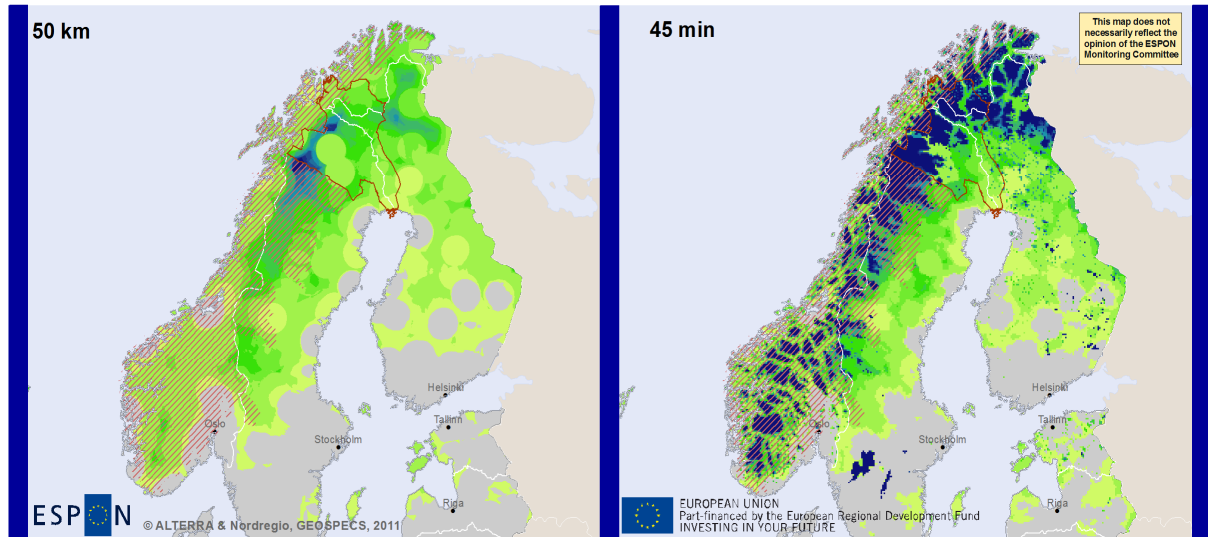 50 km
45 min
This map does not
necessarily reflect the
opinion of the ESPON
Monitoring Committee
Helsinki
Tallinn
Oslo
Stockholm
Riga
Helsinki
Tallinn
Oslo
Stockholm
Riga
ESPON
© ALTERRA & Nordregio, GEOSPECS, 2011
EUROPEAN UNION
Part-financed by the European Regional Development Fund
INVESTING IN YOUR FUTURE